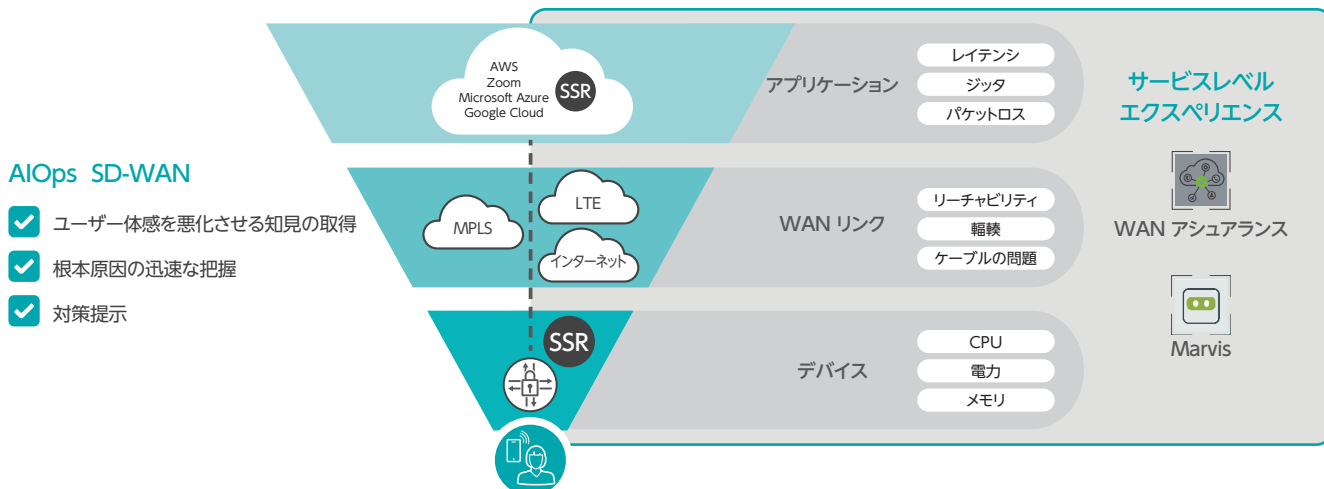 AIOps SD-WAN
ユーザー体感を悪化させる知見の取得
根本原因の迅速な把握
対策提示
AWS
Zoom
Microsoft Azure
Google Cloud
SSR
アプリケーション
レイテンシ
ジッタ
パケットロス
MPLS
LTE
インターネット
WAN リンク
リーチャビリティ
輻輳
ケーブルの問題
SSR
デバイス
CPU
電力
メモリ
サービスレベル
エクスペリエンス
WAN アシュアランス
Marvis